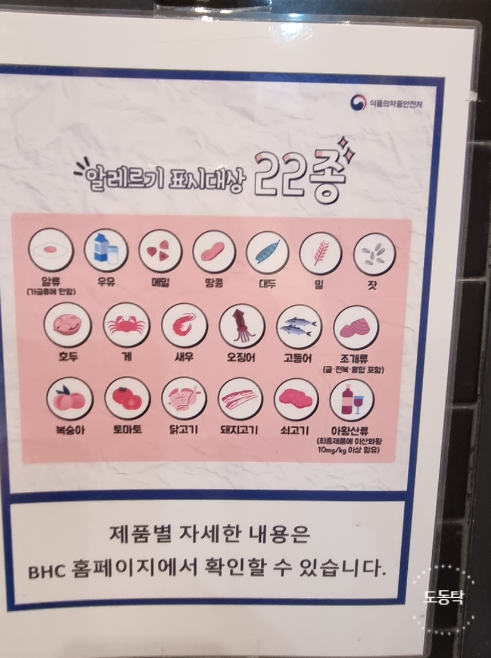 식품의약품안전처
알레르기 표시대상 22종
알류 우유 메밀 땅콩 대두 밀 잣
(가금류에 한함)
호두 게 새우 오징어 고등어 조개류
(굴·전복·홍합 포함)
복숭아 토마토 닭고기 돼지고기 쇠고기 아황산류
(최종제품에 이산화황
10mg/kg 이상 함유)
제품별 자세한 내용은
BHC 홈페이지에서 확인할 수 있습니다.
도동탁